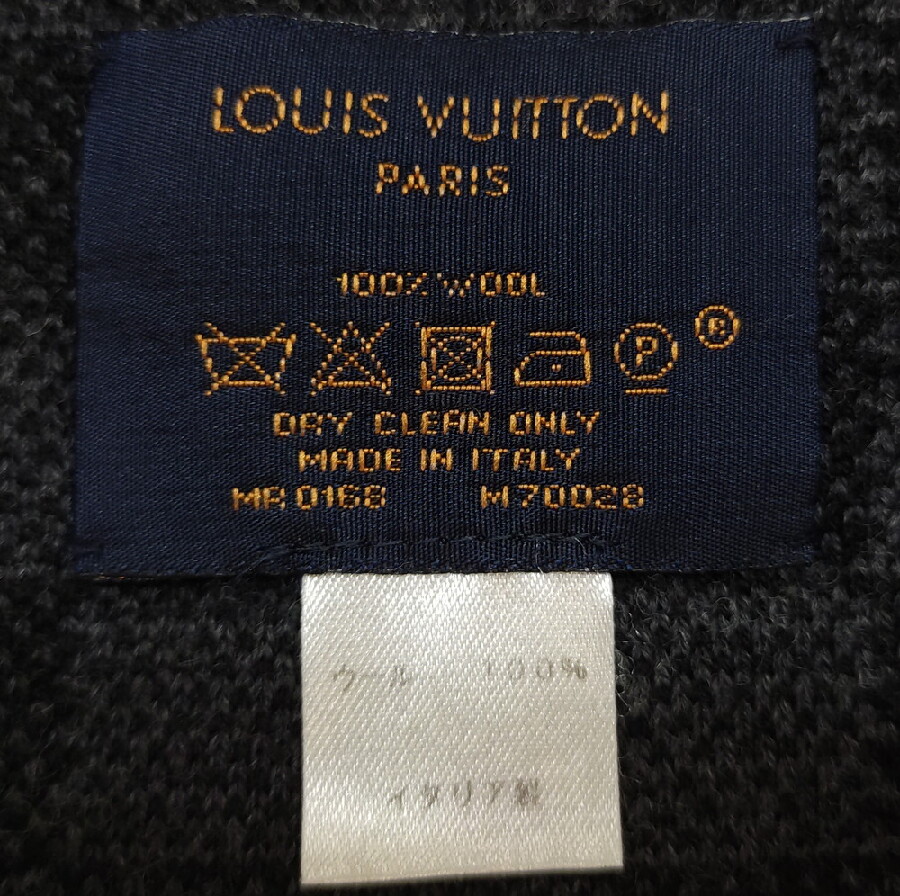 LOUIS VUITTON
PARIS
100% WOOL
P ®
DRY CLEAN ONLY
MADE IN ITALY
MR0168 M70028
ウール 100%
イタリア製